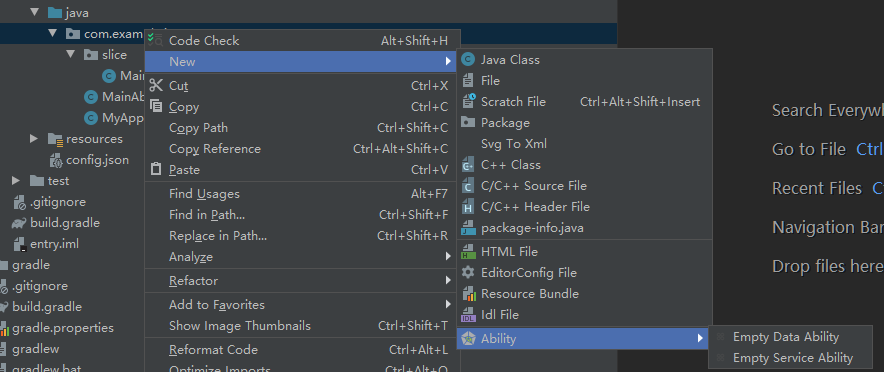 java
com.exam
slice
Mai
MainAb
MyApp
resources
config.json
test
.gitignore
build.gradle
entry.iml
gradle
.gitignore
build.gradle
gradle.properties
gradlew
gradlew.bat
Code Check Alt+Shift+H
New
Cut Ctrl+X
Copy Ctrl+C
Copy Path Ctrl+Shift+C
Copy Reference Ctrl+Alt+Shift+C
Paste Ctrl+V
Find Usages Alt+F7
Find in Path... Ctrl+Shift+F
Replace in Path... Ctrl+Shift+R
Analyze
Refactor
Add to Favorites
Show Image Thumbnails Ctrl+Shift+T
Reformat Code Ctrl+Alt+L
Optimize Imports Ctrl+Alt+O
Java Class
File
Scratch File Ctrl+Alt+Shift+Insert
Package
Svg To Xml
C++ Class
C/C++ Source File
C/C++ Header File
package-info.java
HTML File
EditorConfig File
Resource Bundle
Idl File
Ability
Empty Data Ability
Empty Service Ability
Search Everywh
Go to File Ctrl
Recent Files C
Navigation Bar
Drop files here